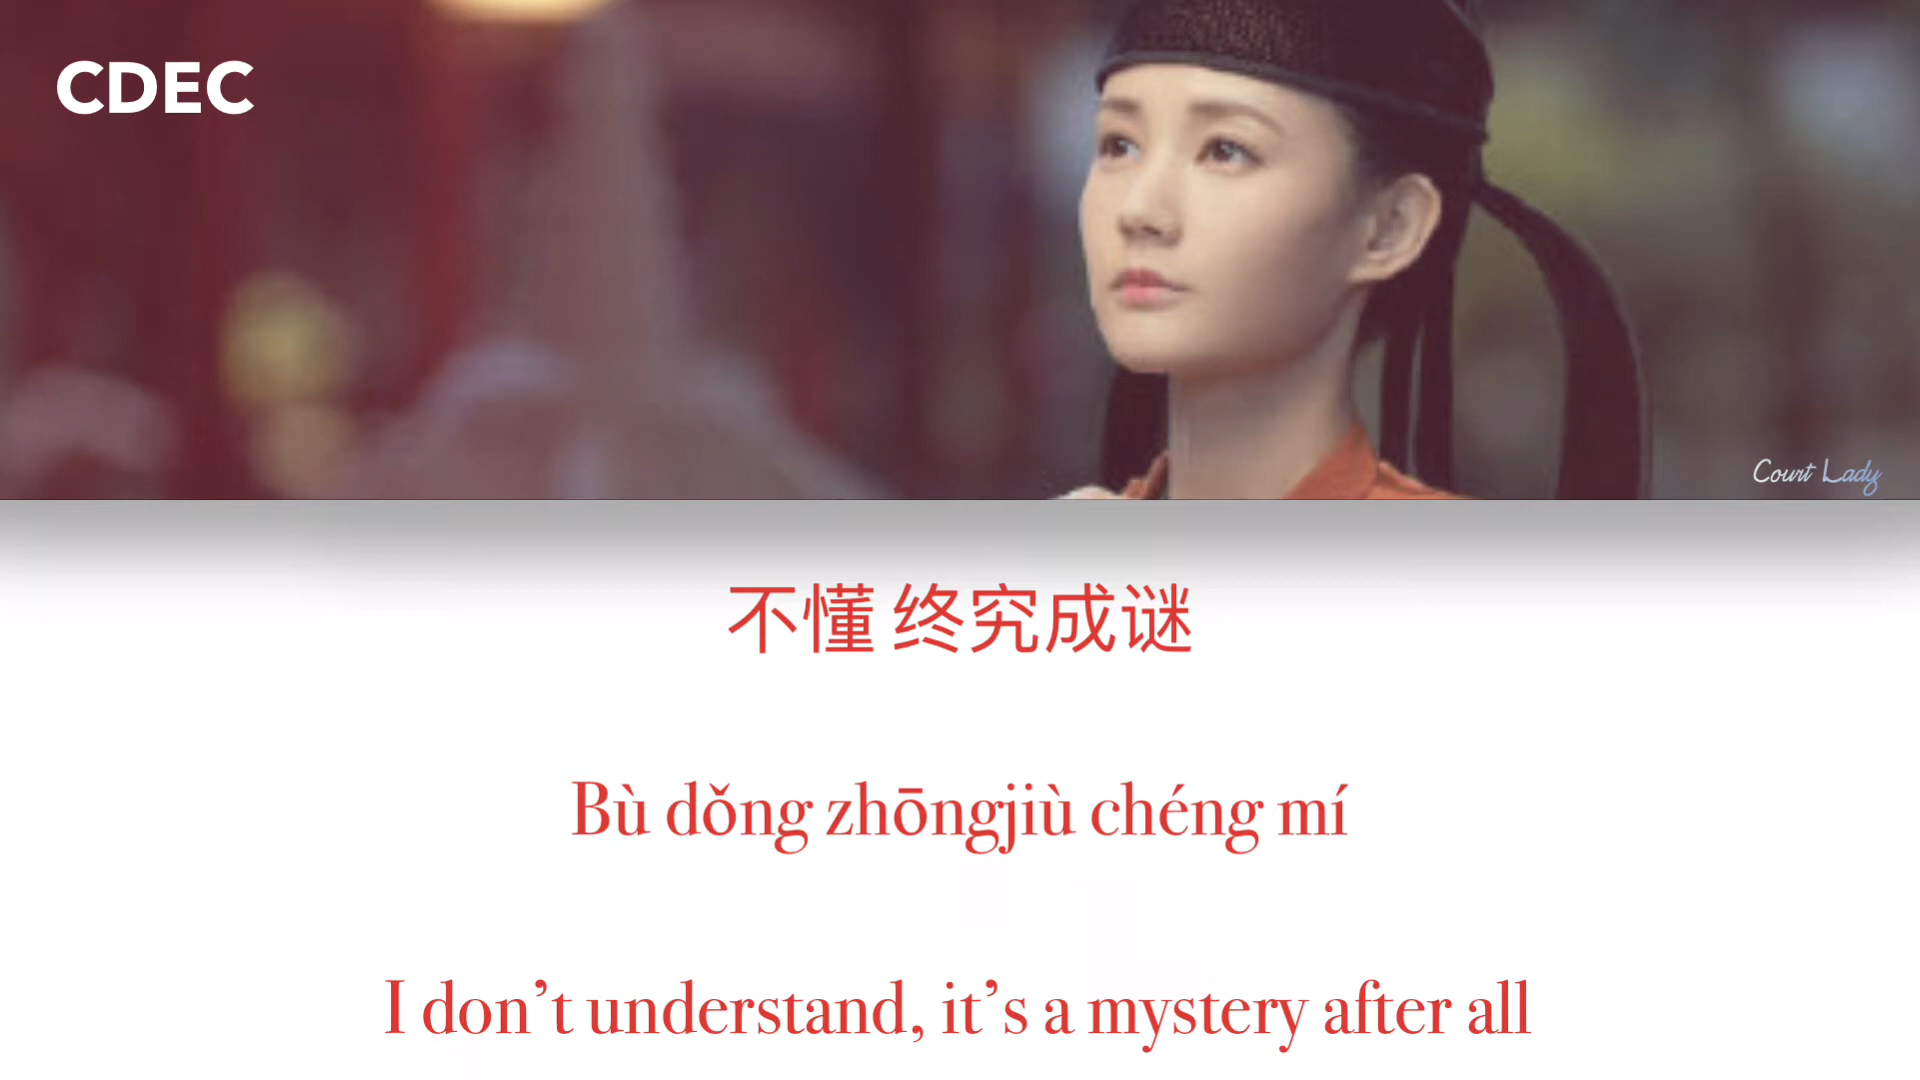 CDEC
Court Lady
不懂 终究成谜
Bù dǒng zhōngjiù chéng mí
I don’t understand, it’s a mystery after all